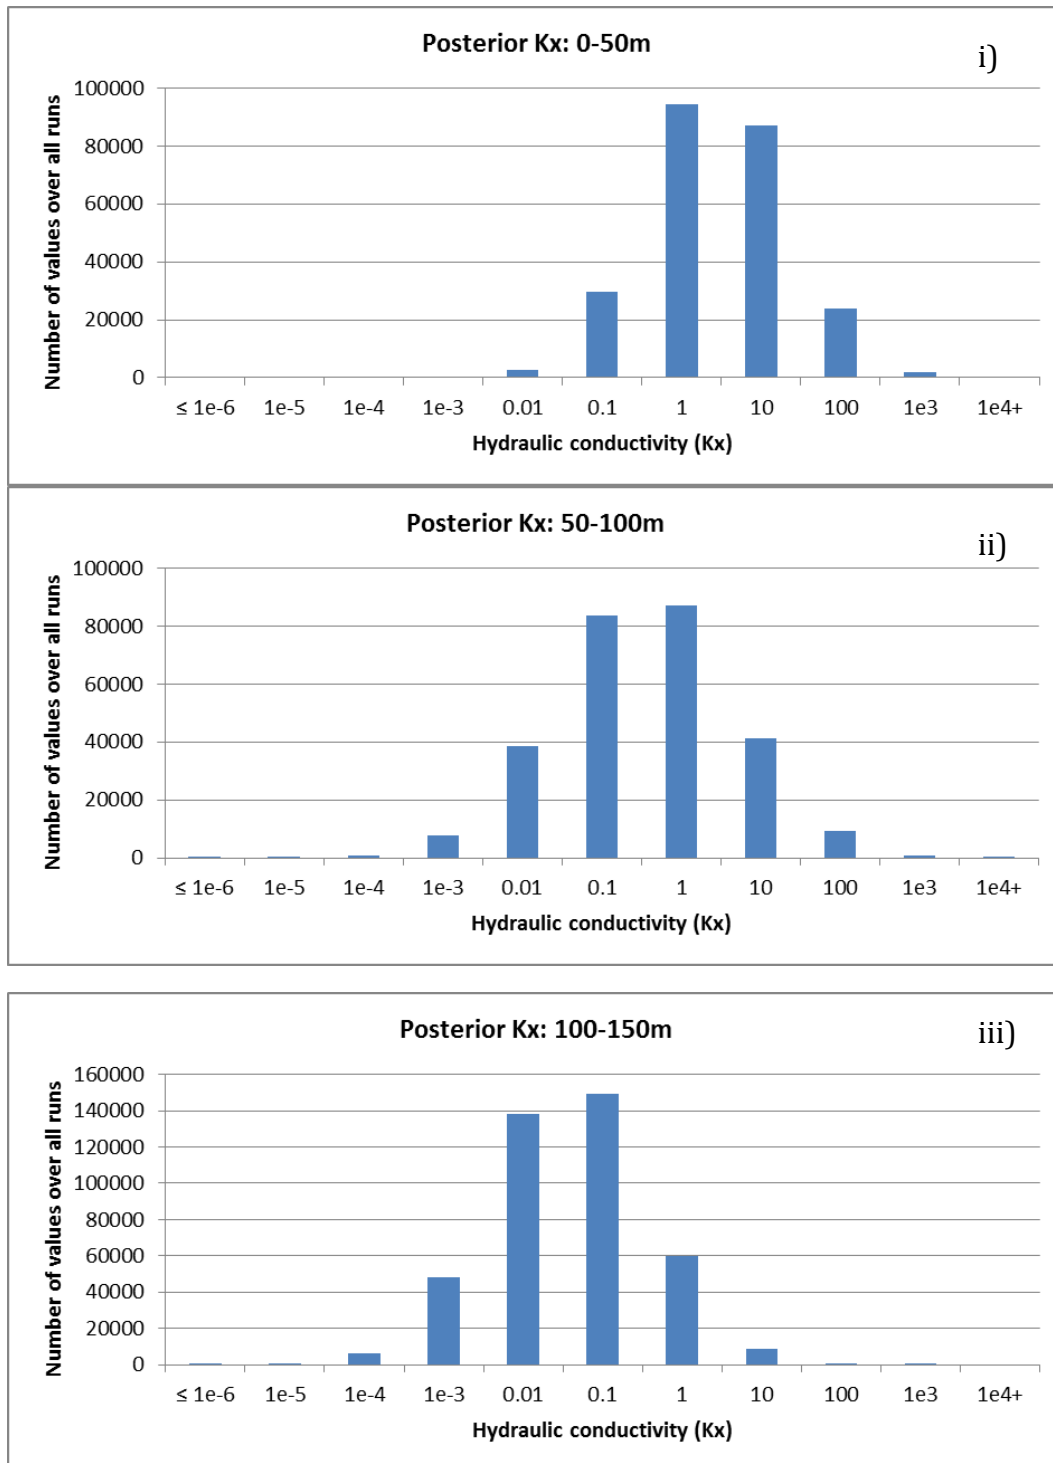 Posterior Kx: 0-50m
i)
Number of values over all runs
100000
80000
60000
40000
20000
0
≤ 1e-6 1e-5 1e-4 1e-3 0.01 0.1 1 10 100 1e3 1e4+
Hydraulic conductivity (Kx)
Posterior Kx: 50-100m
ii)
Number of values over all runs
100000
80000
60000
40000
20000
0
≤ 1e-6 1e-5 1e-4 1e-3 0.01 0.1 1 10 100 1e3 1e4+
Hydraulic conductivity (Kx)
Posterior Kx: 100-150m
iii)
Number of values over all runs
160000
140000
120000
100000
80000
60000
40000
20000
0
≤ 1e-6 1e-5 1e-4 1e-3 0.01 0.1 1 10 100 1e3 1e4+
Hydraulic conductivity (Kx)